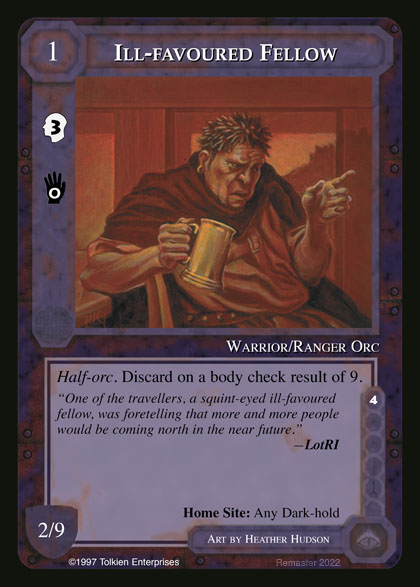 1
ILL-FAVOURED FELLOW
3
0
WARRIOR/RANGER ORC
Half-orc. Discard on a body check result of 9.
“One of the travellers, a squint-eyed ill-favoured
fellow, was foretelling that more and more people
would be coming north in the near future.”
—LotRI
4
Home Site: Any Dark-hold
2/9
ART BY HEATHER HUDSON
©1997 Tolkien Enterprises
Remaster 2022